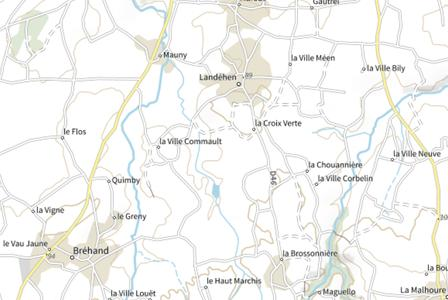 Gautrel
Mauny
la Ville Méen
la Ville Bily
Landéhen
89
la Croix Verte
le Flos
la Ville Commault
la Ville Neuve
la Chouannière
D46
Quimby
la Ville Corbelin
la Vigne
le Greny
le Vau Jaune
Bréhand
94
la Brossonnière
le Haut Marchis
la Ville Louët
Maguello
La Malhoure